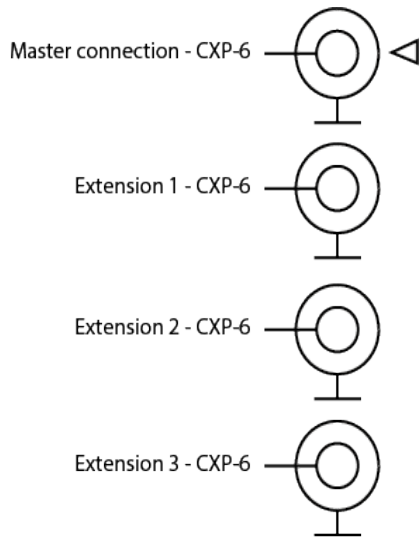 Master connection - CXP-6
Extension 1 - CXP-6
Extension 2 - CXP-6
Extension 3 - CXP-6